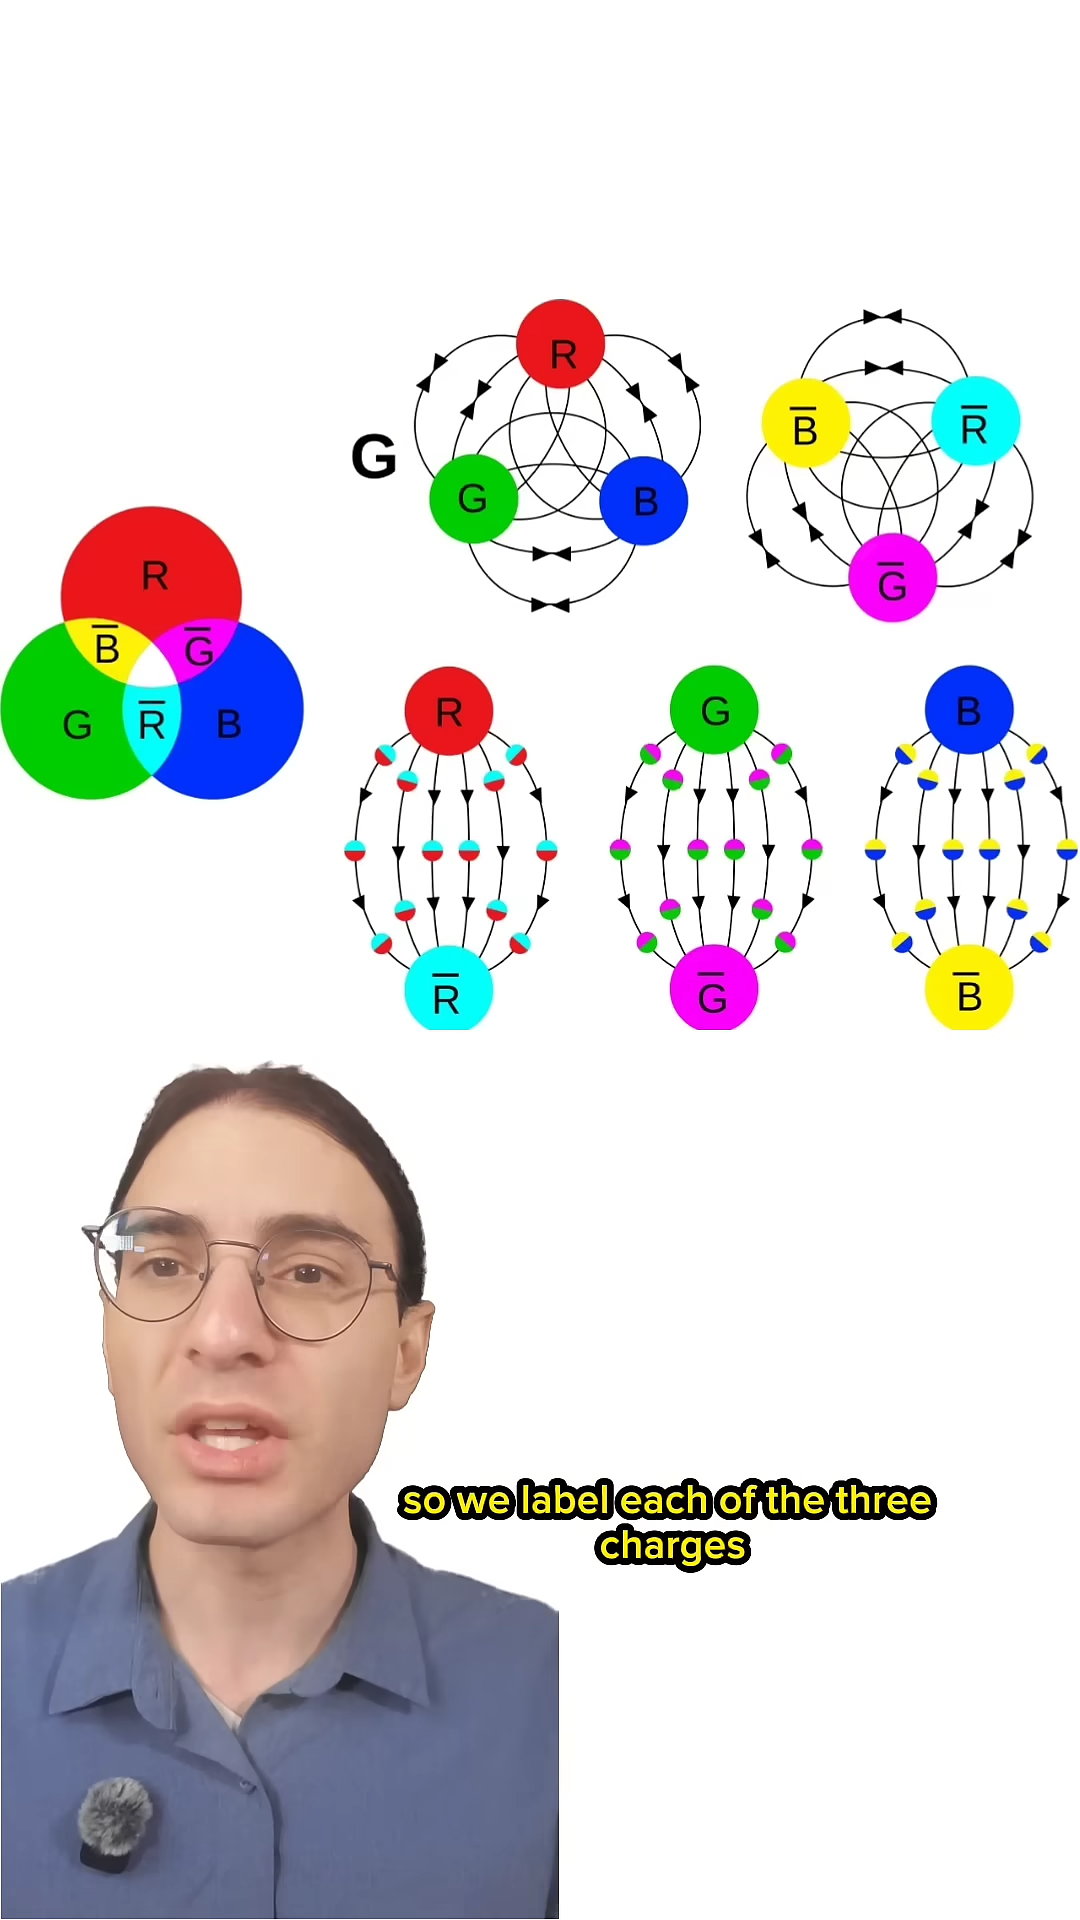 R
B̅
R̅
G
G
B
R
G̅
B̅
G̅
G
R̅
B
R
G
B
R̅
G̅
B̅
so we label each of the three
charges